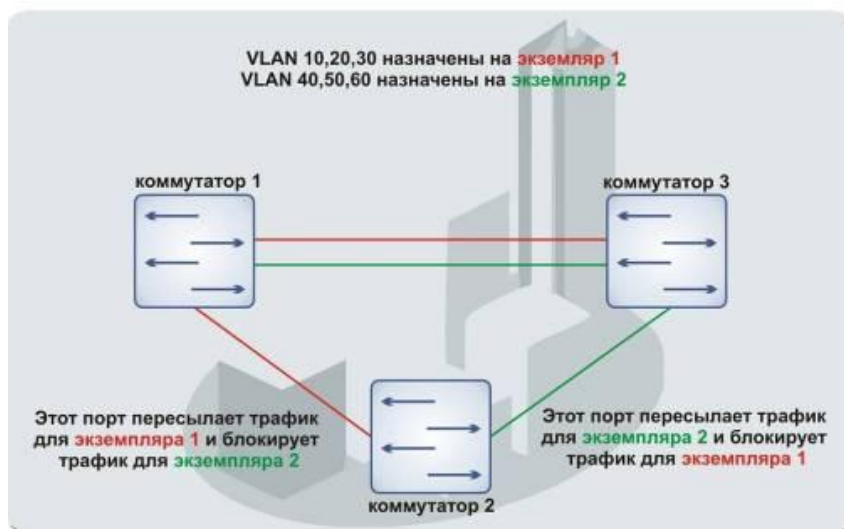 VLAN 10,20,30 назначены на экземляр 1
VLAN 40,50,60 назначены на экземпляр 2
коммутатор 1
коммутатор 3
Этот порт пересылает трафик
для экземпляра 1 и блокирует
трафик для экземпляра 2
Этот порт пересылает трафик
для экземпляра 2 и блокирует
трафик для экземпляра 1
коммутатор 2